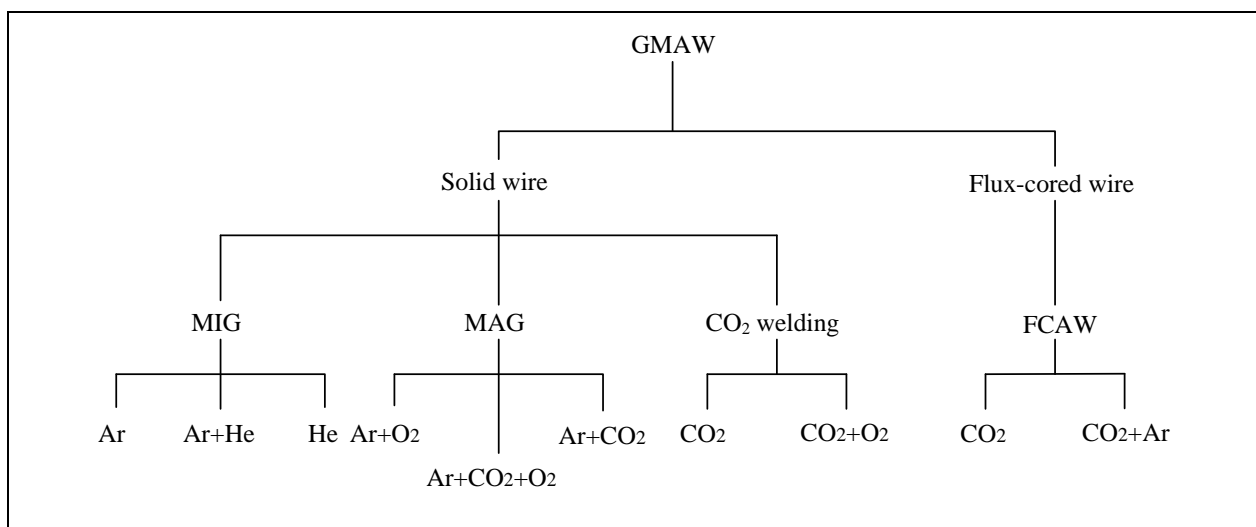 GMAW
Solid wire
Flux-cored wire
MIG
MAG
CO2 welding
FCAW
Ar
Ar+He
He
Ar+O2
Ar+CO2+O2
Ar+CO2
CO2
CO2+O2
CO2
CO2+Ar